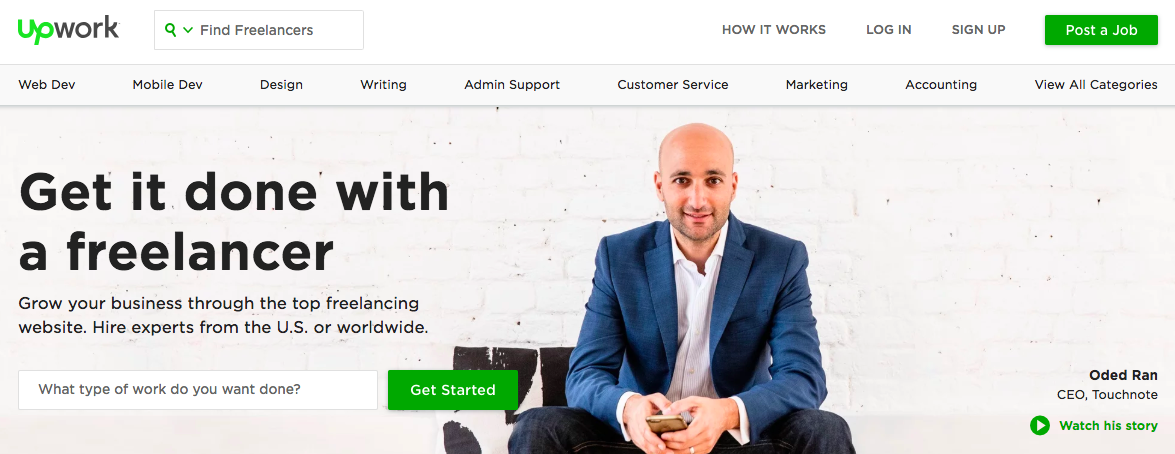 upwork
Find Freelancers
HOW IT WORKS
LOG IN
SIGN UP
Post a Job
Web Dev
Mobile Dev
Design
Writing
Admin Support
Customer Service
Marketing
Accounting
View All Categories
Get it done with
a freelancer
Grow your business through the top freelancing
website. Hire experts from the U.S. or worldwide.
What type of work do you want done?
Get Started
Oded Ran
CEO, Touchnote
Watch his story